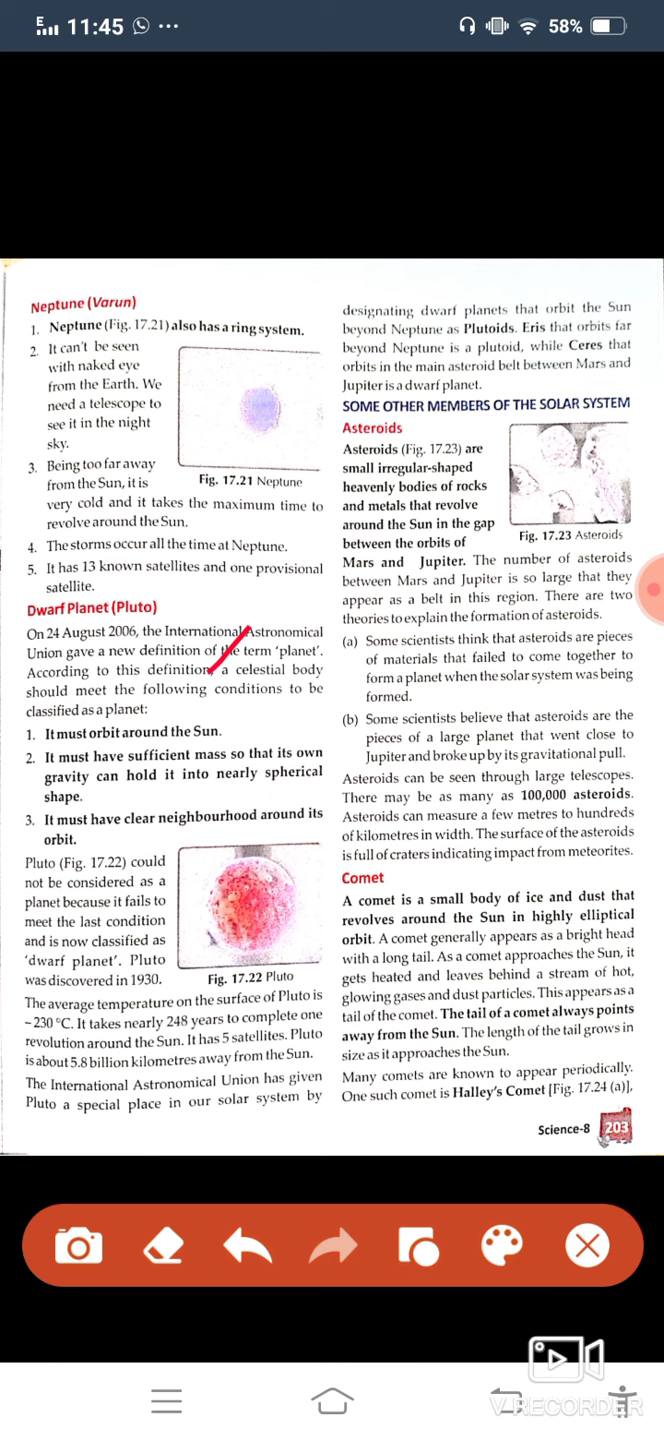 E 11:45 ... 58%
Neptune (Varun)
1. Neptune (Fig. 17.21) also has a ring system.
2. It can't be seen
with naked eye
from the Earth. We
need a telescope to
see it in the night
sky.
Fig. 17.21 Neptune
3. Being too far away
from the Sun, it is
very cold and it takes the maximum time to
revolve around the Sun.
4. The storms occur all the time at Neptune.
5. It has 13 known satellites and one provisional
satellite.
Dwarf Planet (Pluto)
On 24 August 2006, the International Astronomical
Union gave a new definition of the term 'planet'.
According to this definition, a celestial body
should meet the following conditions to be
classified as a planet:
1. It must orbit around the Sun.
2. It must have sufficient mass so that its own
gravity can hold it into nearly spherical
shape.
3. It must have clear neighbourhood around its
orbit.
Pluto (Fig. 17.22) could
not be considered as a
planet because it fails to
meet the last condition
and is now classified as
'dwarf planet'. Pluto
was discovered in 1930.
Fig. 17.22 Pluto
The average temperature on the surface of Pluto is
–230 °C. It takes nearly 248 years to complete one
revolution around the Sun. It has 5 satellites. Pluto
is about 5.8 billion kilometres away from the Sun.
The International Astronomical Union has given
Pluto a special place in our solar system by
designating dwarf planets that orbit the Sun
beyond Neptune as Plutoids. Eris that orbits far
beyond Neptune is a plutoid, while Ceres that
orbits in the main asteroid belt between Mars and
Jupiter is a dwarf planet.
SOME OTHER MEMBERS OF THE SOLAR SYSTEM
Asteroids
Asteroids (Fig. 17.23) are
small irregular-shaped
heavenly bodies of rocks
and metals that revolve
around the Sun in the gap
between the orbits of
Fig. 17.23 Asteroids
Mars and Jupiter. The number of asteroids
between Mars and Jupiter is so large that they
appear as a belt in this region. There are two
theories to explain the formation of asteroids.
(a) Some scientists think that asteroids are pieces
of materials that failed to come together to
form a planet when the solar system was being
formed.
(b) Some scientists believe that asteroids are the
pieces of a large planet that went close to
Jupiter and broke up by its gravitational pull.
Asteroids can be seen through large telescopes.
There may be as many as 100,000 asteroids.
Asteroids can measure a few metres to hundreds
of kilometres in width. The surface of the asteroids
is full of craters indicating impact from meteorites.
Comet
A comet is a small body of ice and dust that
revolves around the Sun in highly elliptical
orbit. A comet generally appears as a bright head
with a long tail. As a comet approaches the Sun, it
gets heated and leaves behind a stream of hot,
glowing gases and dust particles. This appears as a
tail of the comet. The tail of a comet always points
away from the Sun. The length of the tail grows in
size as it approaches the Sun.
Many comets are known to appear periodically.
One such comet is Halley's Comet [Fig. 17.24 (a)],
Science-8 203
V RECORDER